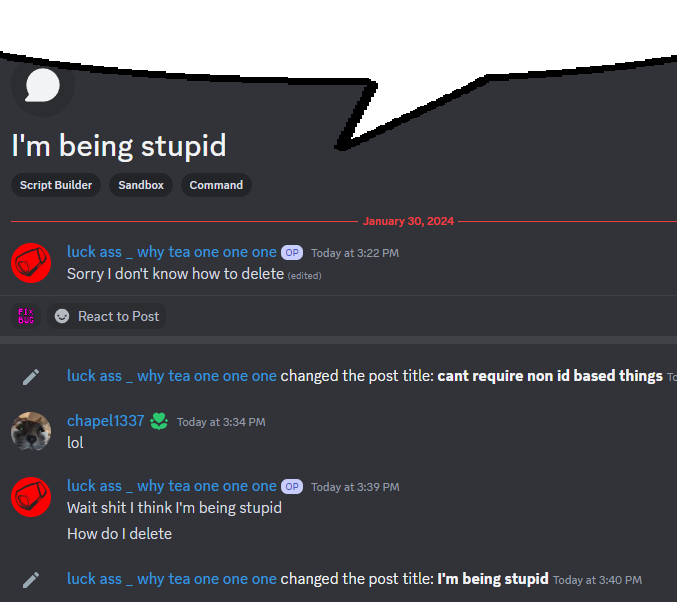 I'm being stupid
Script Builder Sandbox Command
January 30, 2024
luck ass _ why tea one one one OP Today at 3:22 PM
Sorry I don't know how to delete (edited)
FIX
BUG
React to Post
luck ass _ why tea one one one changed the post title: cant require non id based things
chapel1337 Today at 3:34 PM
lol
luck ass _ why tea one one one OP Today at 3:39 PM
Wait shit I think I'm being stupid
How do I delete
luck ass _ why tea one one one changed the post title: I'm being stupid Today at 3:40 PM